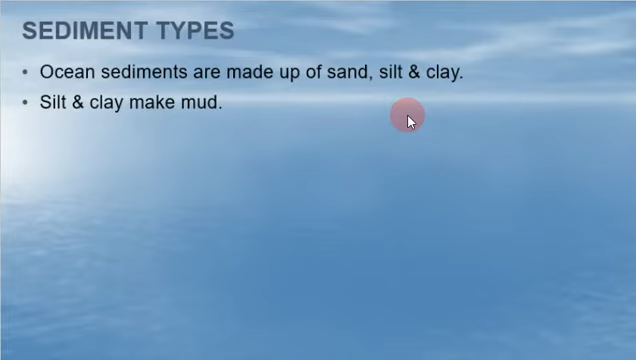 SEDIMENT TYPES
• Ocean sediments are made up of sand, silt & clay.
• Silt & clay make mud.